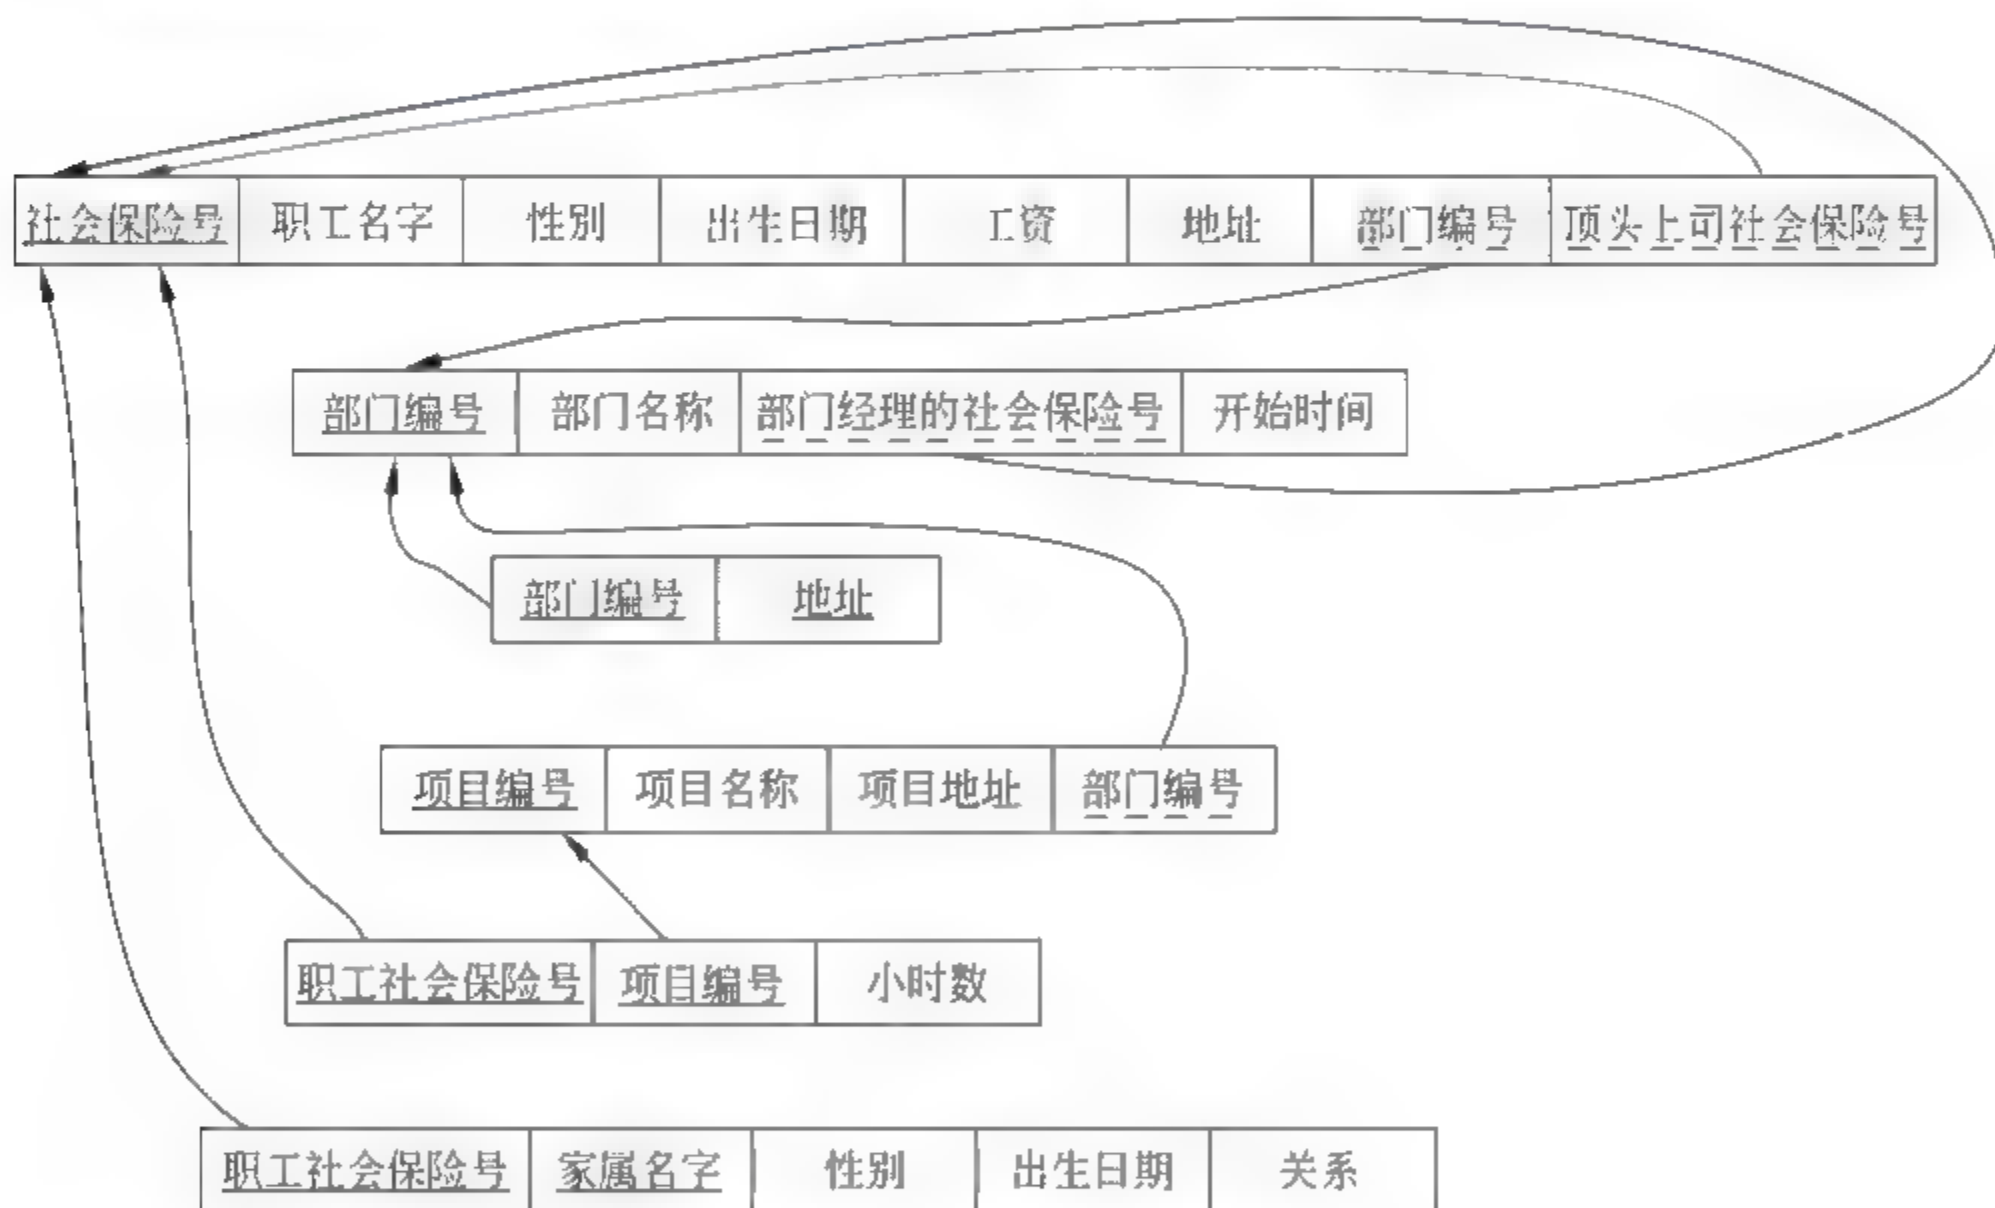 社会保险号 职工名字 性别 出生日期 工资 地址 部门编号 顶头上司社会保险号
部门编号 部门名称 部门经理的社会保险号 开始时间
部门编号 地址
项目编号 项目名称 项目地址 部门编号
职工社会保险号 项目编号 小时数
职工社会保险号 家属名字 性别 出生日期 关系